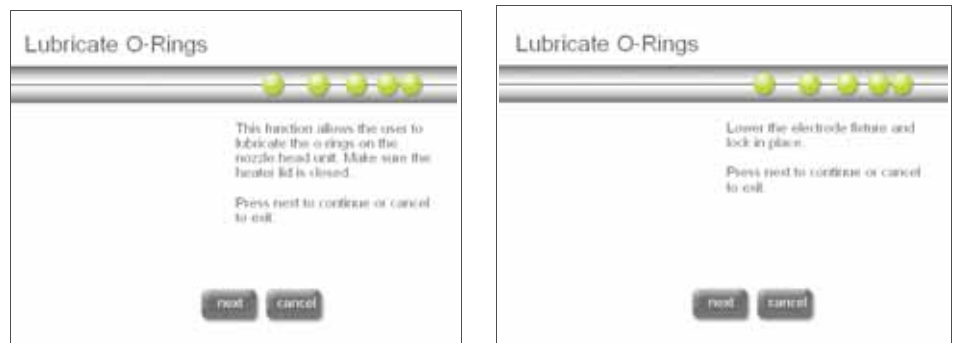 Lubricate O-Rings
This function allows the user to
lubricate the o-rings on the
nozzle head unit. Make sure the
heater lid is closed.
Press next to continue or cancel
to exit.
next cancel
Lubricate O-Rings
Lower the electrode fixture and
lock in place.
Press next to continue or cancel
to exit.
next cancel